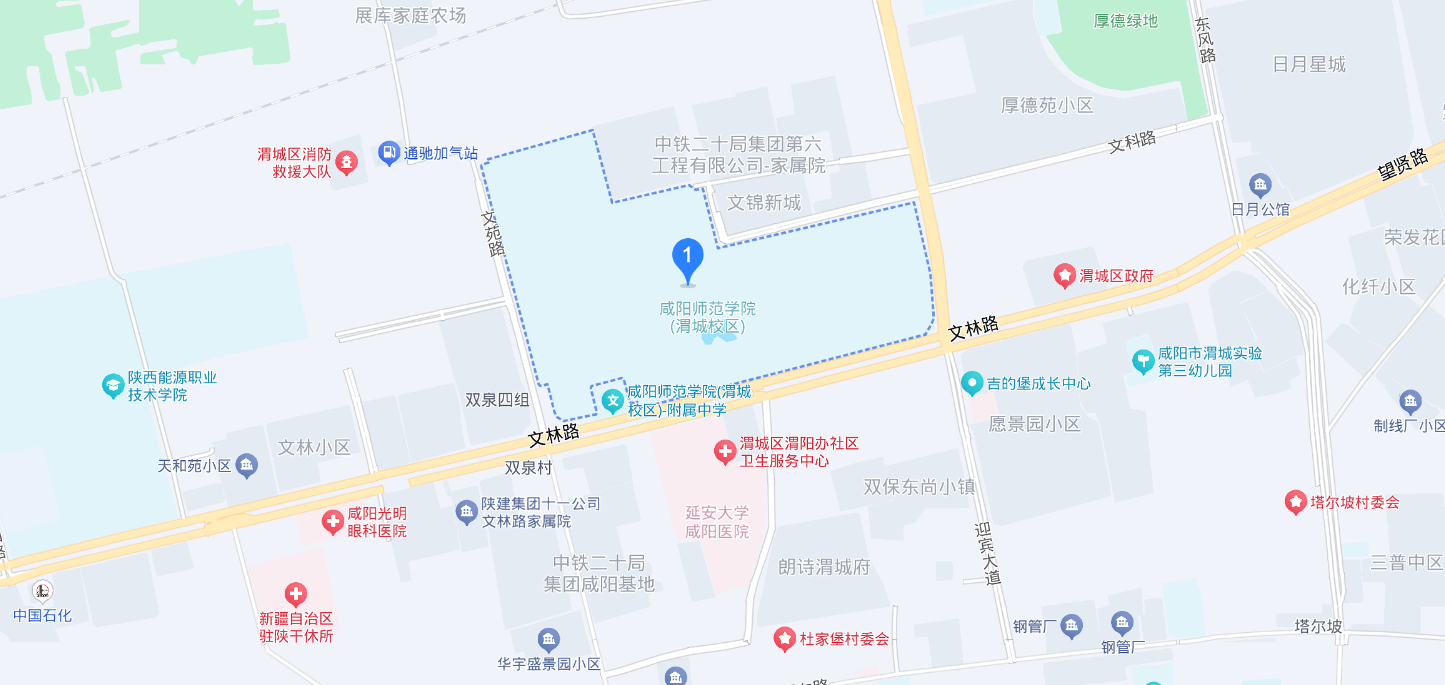 展库家庭农场
厚德绿地
东风路
日月星城
厚德苑小区
中铁二十局集团第六
工程有限公司-家属院
文科路
渭城区消防
救援大队
通驰加气站
望贤路
文锦新城
日月公馆
文苑路
荣发花园
1
渭城区政府
化纤小区
咸阳师范学院
(渭城校区)
文林路
咸阳市渭城实验
第三幼儿园
陕西能源职业
技术学院
吉的堡成长中心
咸阳师范学院(渭城
校区)-附属中学
双泉四组
制线厂小区
愿景园小区
文林路
文林小区
渭城区渭阳办社区
卫生服务中心
天和苑小区
双泉村
双保东尚小镇
陕建集团十一公司
文林路家属院
塔尔坡村委会
咸阳光明
眼科医院
延安大学
咸阳医院
迎宾大道
中铁二十局
集团咸阳基地
朗诗渭城府
三普中区
中国石化
新疆自治区
驻陕干休所
钢管厂
钢管厂
塔尔坡
杜家堡村委会
华宇盛景园小区